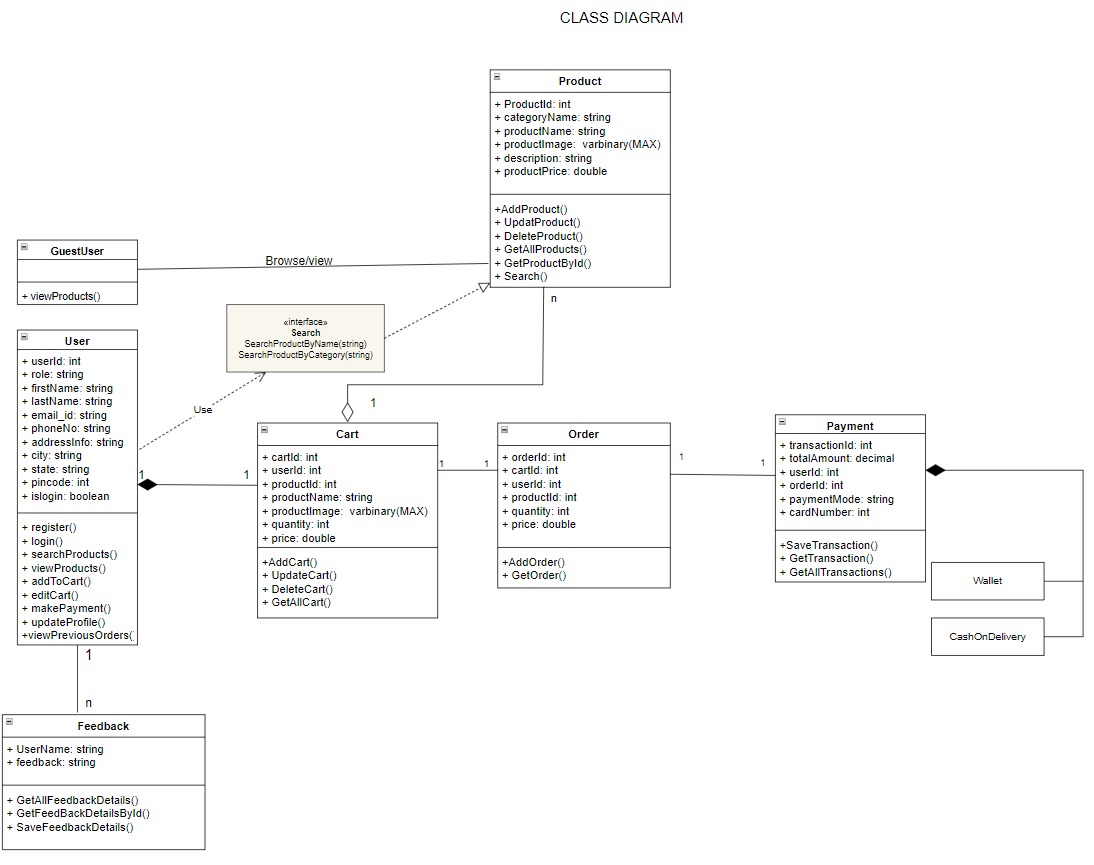 CLASS DIAGRAM
Product
+ ProductId: int
+ categoryName: string
+ productName: string
+ productImage: varbinary(MAX)
+ description: string
+ productPrice: double
+AddProduct()
+ UpdatProduct()
+ DeleteProduct()
+ GetAllProducts()
+ GetProductById()
+ Search()
n
GuestUser
+ viewProducts()
Browse/view
«interface»
Search
SearchProductByName(string)
SearchProductByCategory(string)
Use
User
+ userId: int
+ role: string
+ firstName: string
+ lastName: string
+ email_id: string
+ phoneNo: string
+ addressInfo: string
+ city: string
+ state: string
+ pincode: int
+ islogin: boolean
+ register()
+ login()
+ searchProducts()
+ viewProducts()
+ addToCart()
+ editCart()
+ makePayment()
+ updateProfile()
+viewPreviousOrders(
1
1
1
Cart
+ cartId: int
+ userId: int
+ productId: int
+ productName: string
+ productImage: varbinary(MAX)
+ quantity: int
+ price: double
+AddCart()
+ UpdateCart()
+ DeleteCart()
+ GetAllCart()
1
1
Order
+ orderId: int
+ cartId: int
+ userId: int
+ productId: int
+ quantity: int
+ price: double
+AddOrder()
+ GetOrder()
1
1
Payment
+ transactionId: int
+ totalAmount: decimal
+ userId: int
+ orderId: int
+ paymentMode: string
+ cardNumber: int
+SaveTransaction()
+ GetTransaction()
+ GetAllTransactions()
Wallet
CashOnDelivery
1
n
Feedback
+ UserName: string
+ feedback: string
+ GetAllFeedbackDetails()
+ GetFeedBackDetailsById()
+ SaveFeedbackDetails()